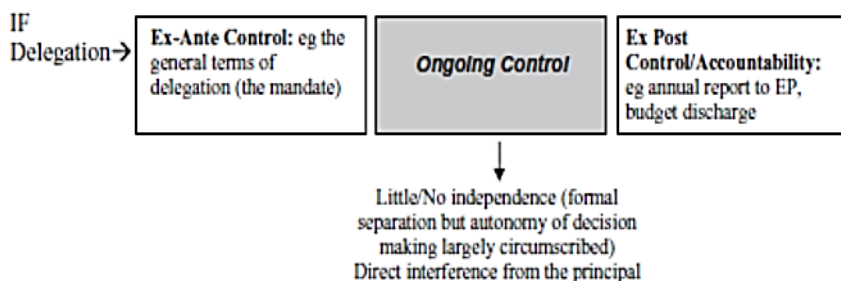 IF
Delegation→
Ex-Ante Control: eg the
general terms of
delegation (the mandate)
Ongoing Control
Ex Post
Control/Accountability:
eg annual report to EP,
budget discharge
Little/No independence (formal
separation but autonomy of decision
making largely circumscribed)
Direct interference from the principal